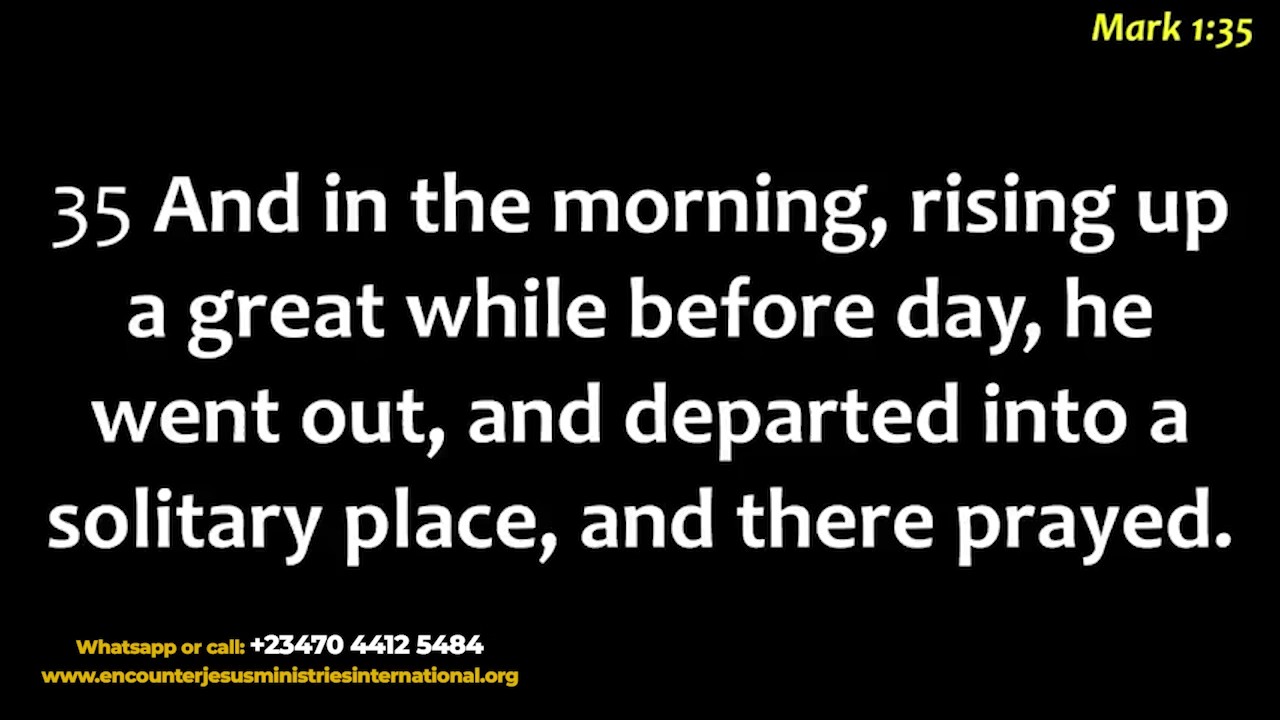 Mark 1:35
35 And in the morning, rising up
a great while before day, he
went out, and departed into a
solitary place, and there prayed.
Whatsapp or call: +23470 4412 5484
www.encounterjesusministriesinternational.org